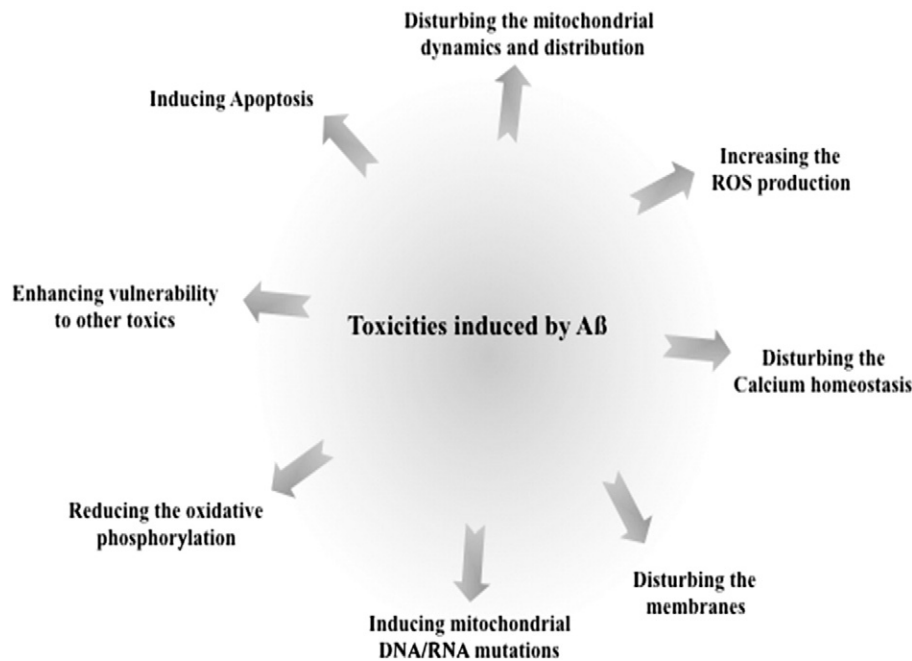 Disturbing the mitochondrial
dynamics and distribution
Inducing Apoptosis
Increasing the
ROS production
Enhancing vulnerability
to other toxics
Toxicities induced by Aß
Disturbing the
Calcium homeostasis
Reducing the oxidative
phosphorylation
Disturbing the
membranes
Inducing mitochondrial
DNA/RNA mutations